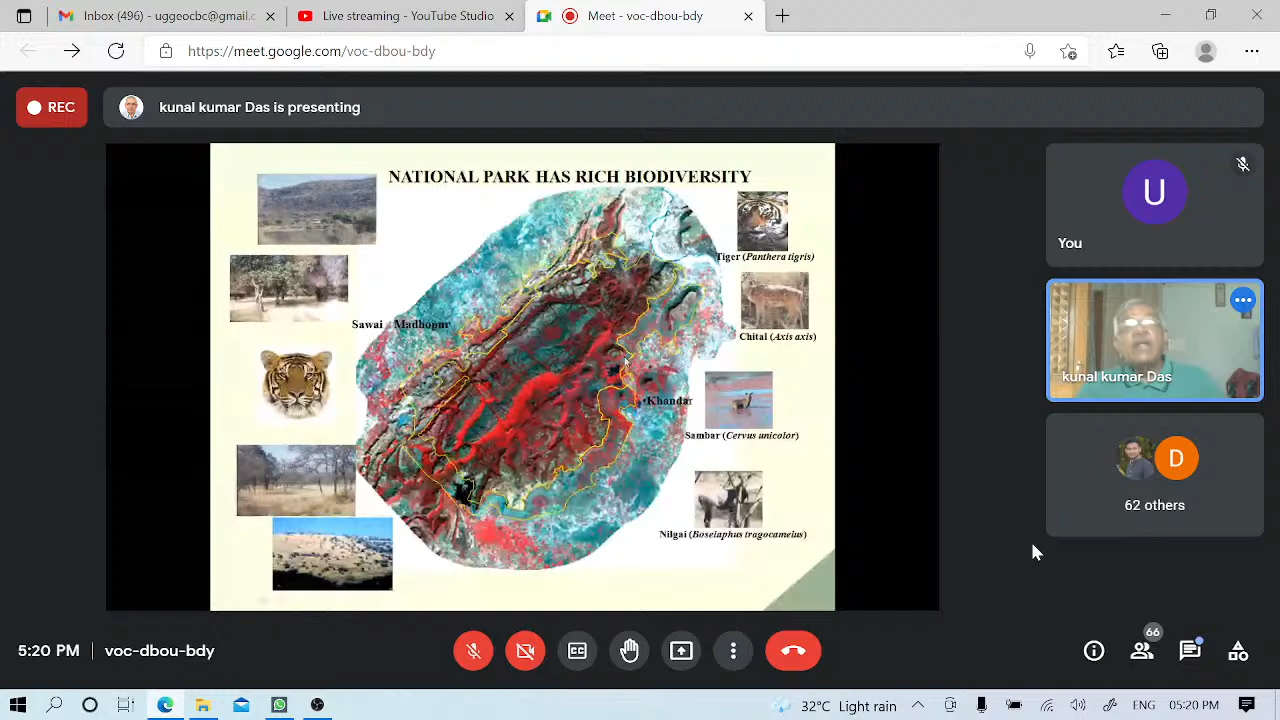 Inbox (496) - uggeospatial@
Live streaming - YouTube Studio
Meet - voc-dbou-bdy
https://meet.google.com/voc-dbou-bdy
REC
kunal kumar Das is presenting
NATIONAL PARK HAS RICH BIODIVERSITY
Tiger (Panthera tigris)
Sawai Madhopur
Chital (Axis axis)
•Khandar
Sambar (Cervus unicolor)
Nilgai (Boselaphus tragocamelus)
U
You
kunal kumar Das
D
62 others
5:20 PM
voc-dbou-bdy
66
32°C Light rain
05:20 PM